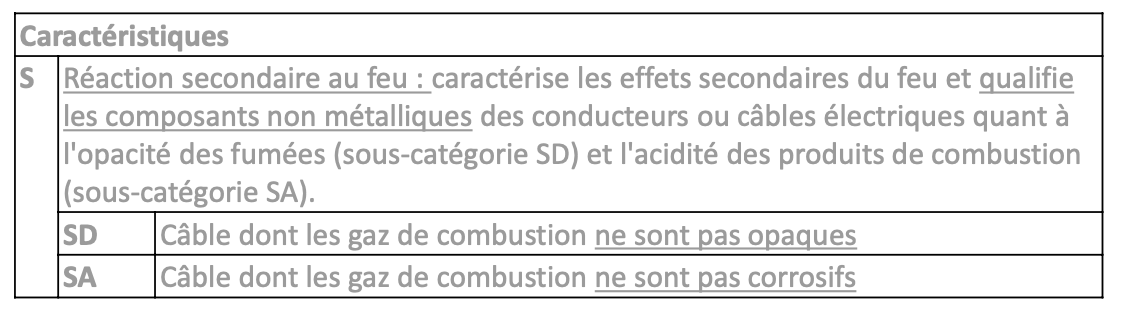 Caractéristiques
S Réaction secondaire au feu : caractérise les effets secondaires du feu et qualifie
les composants non métalliques des conducteurs ou câbles électriques quant à
l'opacité des fumées (sous-catégorie SD) et l'acidité des produits de combustion
(sous-catégorie SA).
SD Câble dont les gaz de combustion ne sont pas opaques
SA Câble dont les gaz de combustion ne sont pas corrosifs